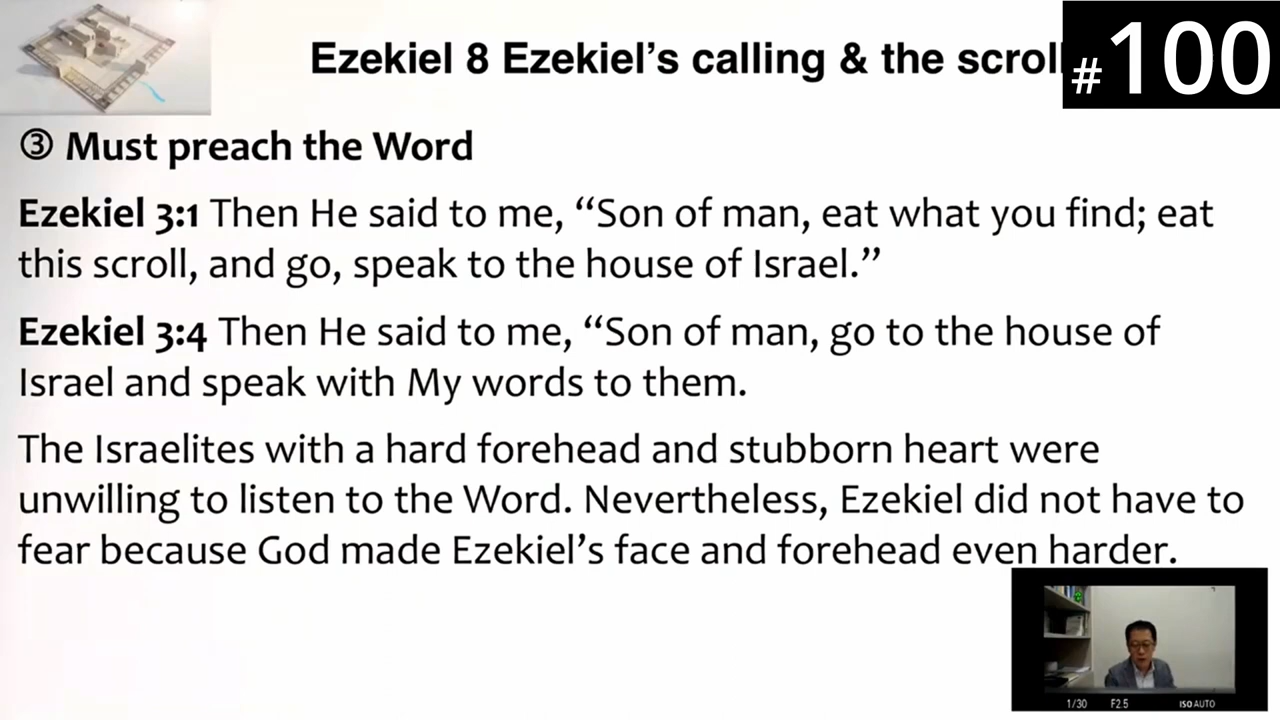 Ezekiel 8 Ezekiel’s calling & the scroll
#100
③ Must preach the Word
Ezekiel 3:1 Then He said to me, “Son of man, eat what you find; eat
this scroll, and go, speak to the house of Israel.”
Ezekiel 3:4 Then He said to me, “Son of man, go to the house of
Israel and speak with My words to them.
The Israelites with a hard forehead and stubborn heart were
unwilling to listen to the Word. Nevertheless, Ezekiel did not have to
fear because God made Ezekiel’s face and forehead even harder.
1/30 F2.5 ISO AUTO